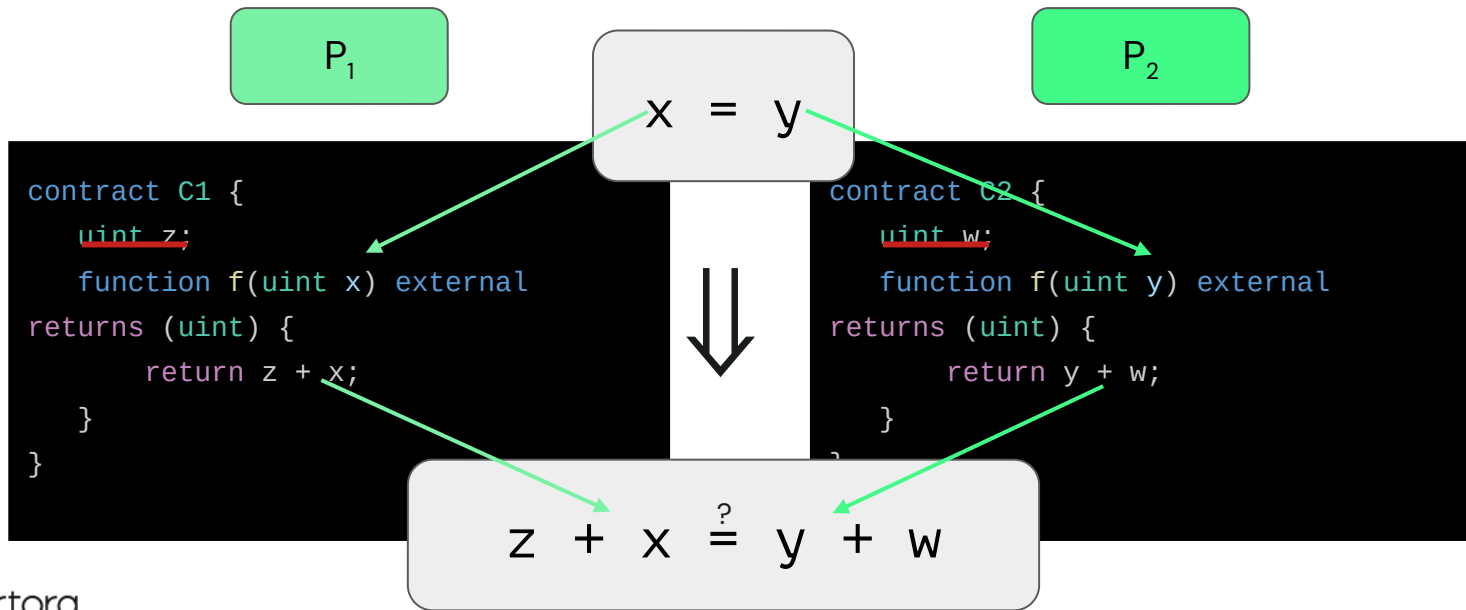 P1
P2
x = y
contract C1 {
uint z;
function f(uint x) external
returns (uint) {
return z + x;
}
}
contract C2 {
uint w;
function f(uint y) external
returns (uint) {
return y + w;
}
}
⇓
?
z + x = y + w